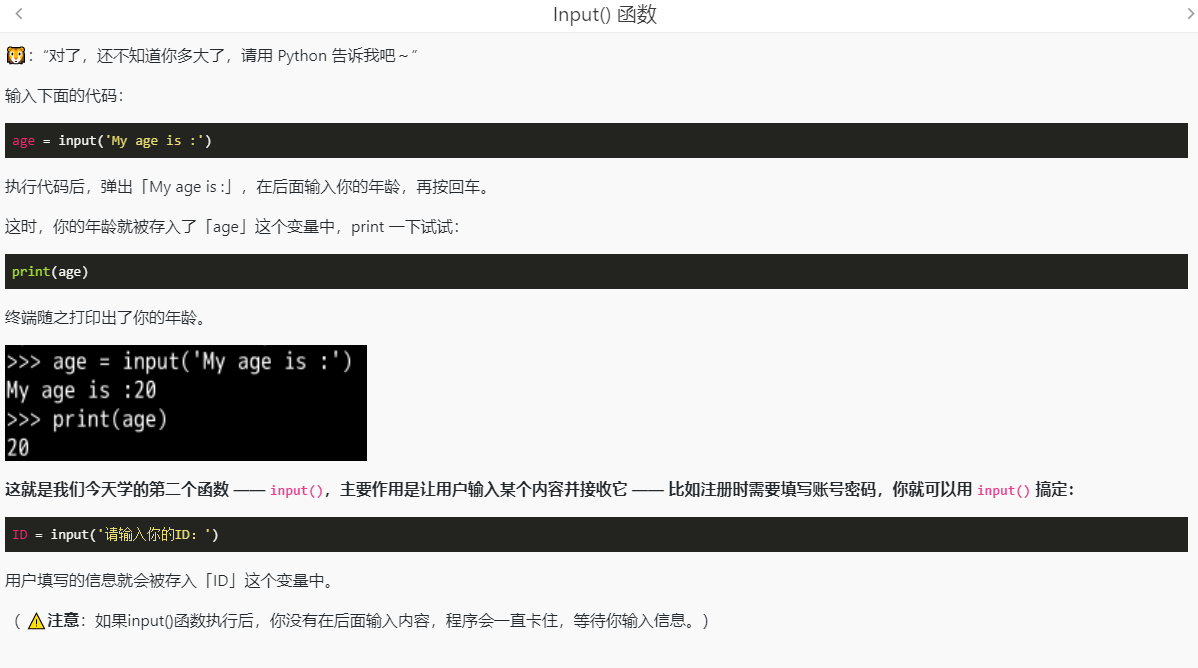 Input() 函数
：“对了，还不知道你多大了，请用 Python 告诉我吧～”
输入下面的代码：
age = input('My age is :')
执行代码后，弹出「My age is :」，在后面输入你的年龄，再按回车。
这时，你的年龄就被存入了「age」这个变量中，print 一下试试：
print(age)
终端随之打印出了你的年龄。
>>> age = input('My age is :')
My age is :20
>>> print(age)
20
这就是我们今天学的第二个函数 —— input()，主要作用是让用户输入某个内容并接收它 —— 比如注册时需要填写账号密码，你就可以用 input() 搞定：
ID = input('请输入你的ID：')
用户填写的信息就会被存入「ID」这个变量中。
（ ⚠注意：如果input()函数执行后，你没有在后面输入内容，程序会一直卡住，等待你输入信息。）